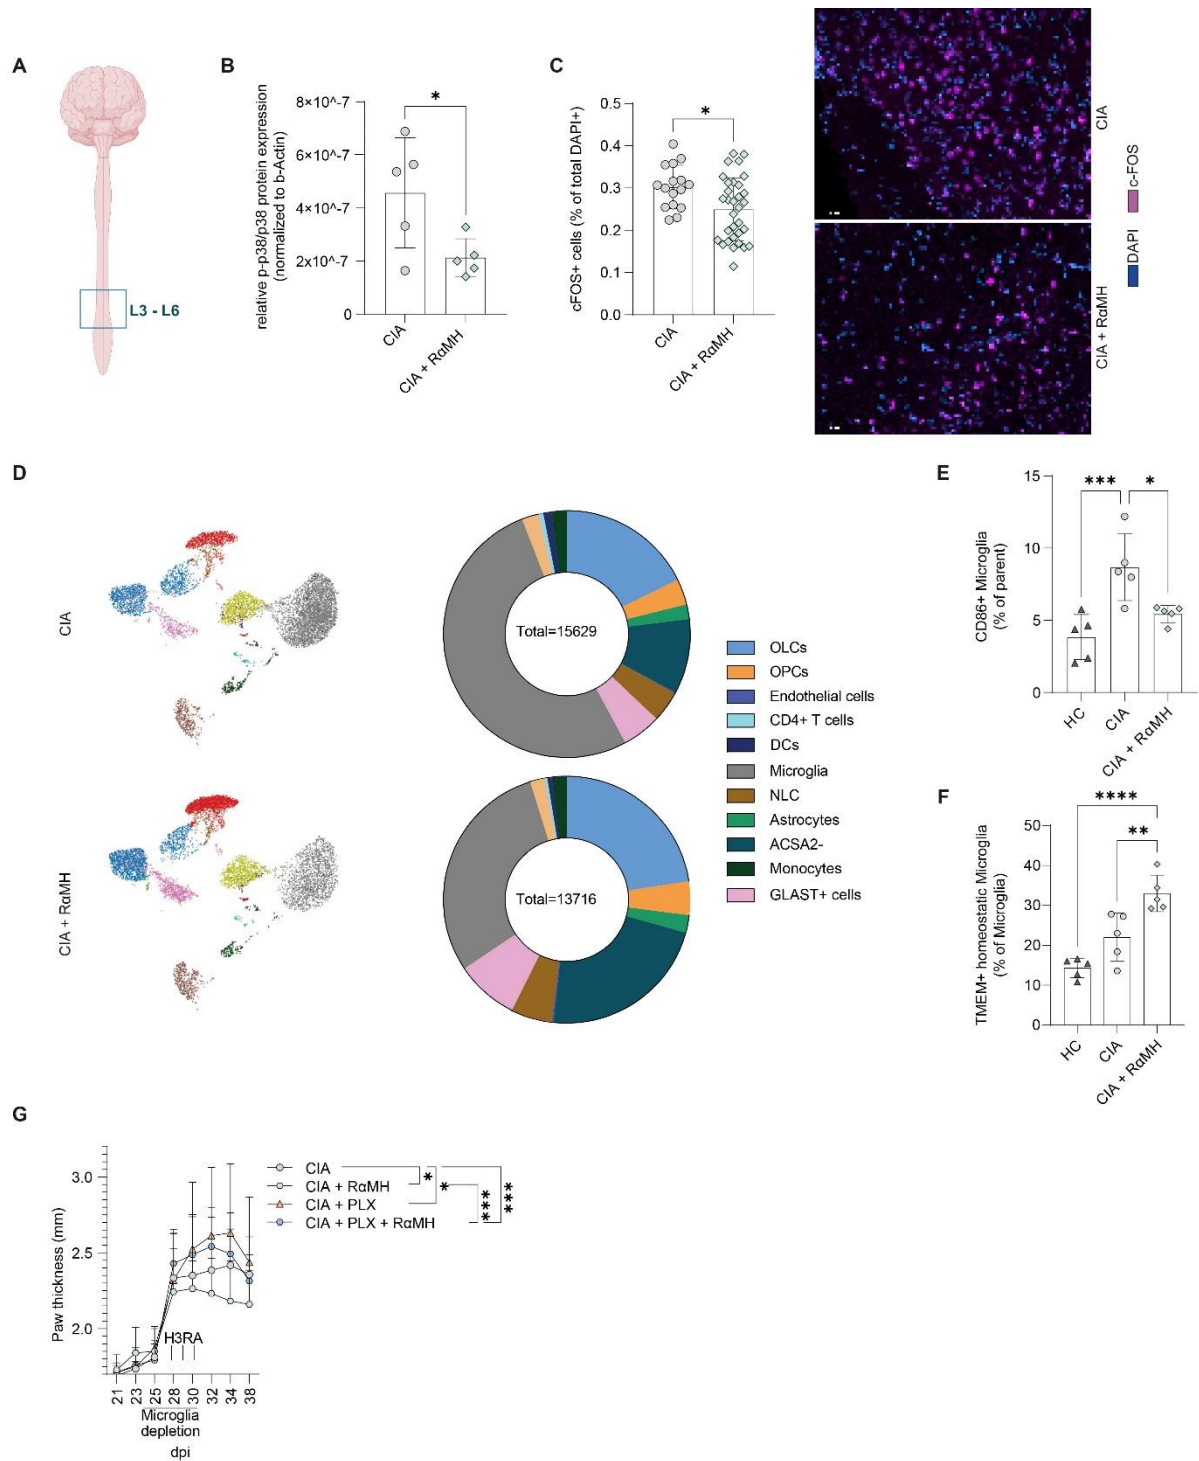 A
L3 - L6
B
relative p-p38/p38 protein expression
(normalized to b-Actin)
8×10^-7
6×10^-7
4×10^-7
2×10^-7
0
*
CIA
CIA + RαMH
C
cFOS+ cells (% of total DAPI+)
0.5
0.4
0.3
0.2
0.1
0.0
*
CIA
CIA + RαMH
CIA
CIA + RαMH
DAPI
c-FOS
D
CIA
Total=15629
CIA + RαMH
Total=13716
OLCs
OPCs
Endothelial cells
CD4+ T cells
DCs
Microglia
NLC
Astrocytes
ACSA2-
Monocytes
GLAST+ cells
E
CD86+ Microglia
(% of parent)
15
10
5
0
***
*
HC
CIA
CIA + RαMH
F
TMEM+ homeostatic Microglia
(% of Microglia)
50
40
30
20
10
0
****
**
HC
CIA
CIA + RαMH
G
Paw thickness (mm)
3.0
2.5
2.0
H3RA
21
23
25
28
30
32
34
38
Microglia
depletion
dpi
CIA
CIA + RαMH
CIA + PLX
CIA + PLX + RαMH
*
*
***
***